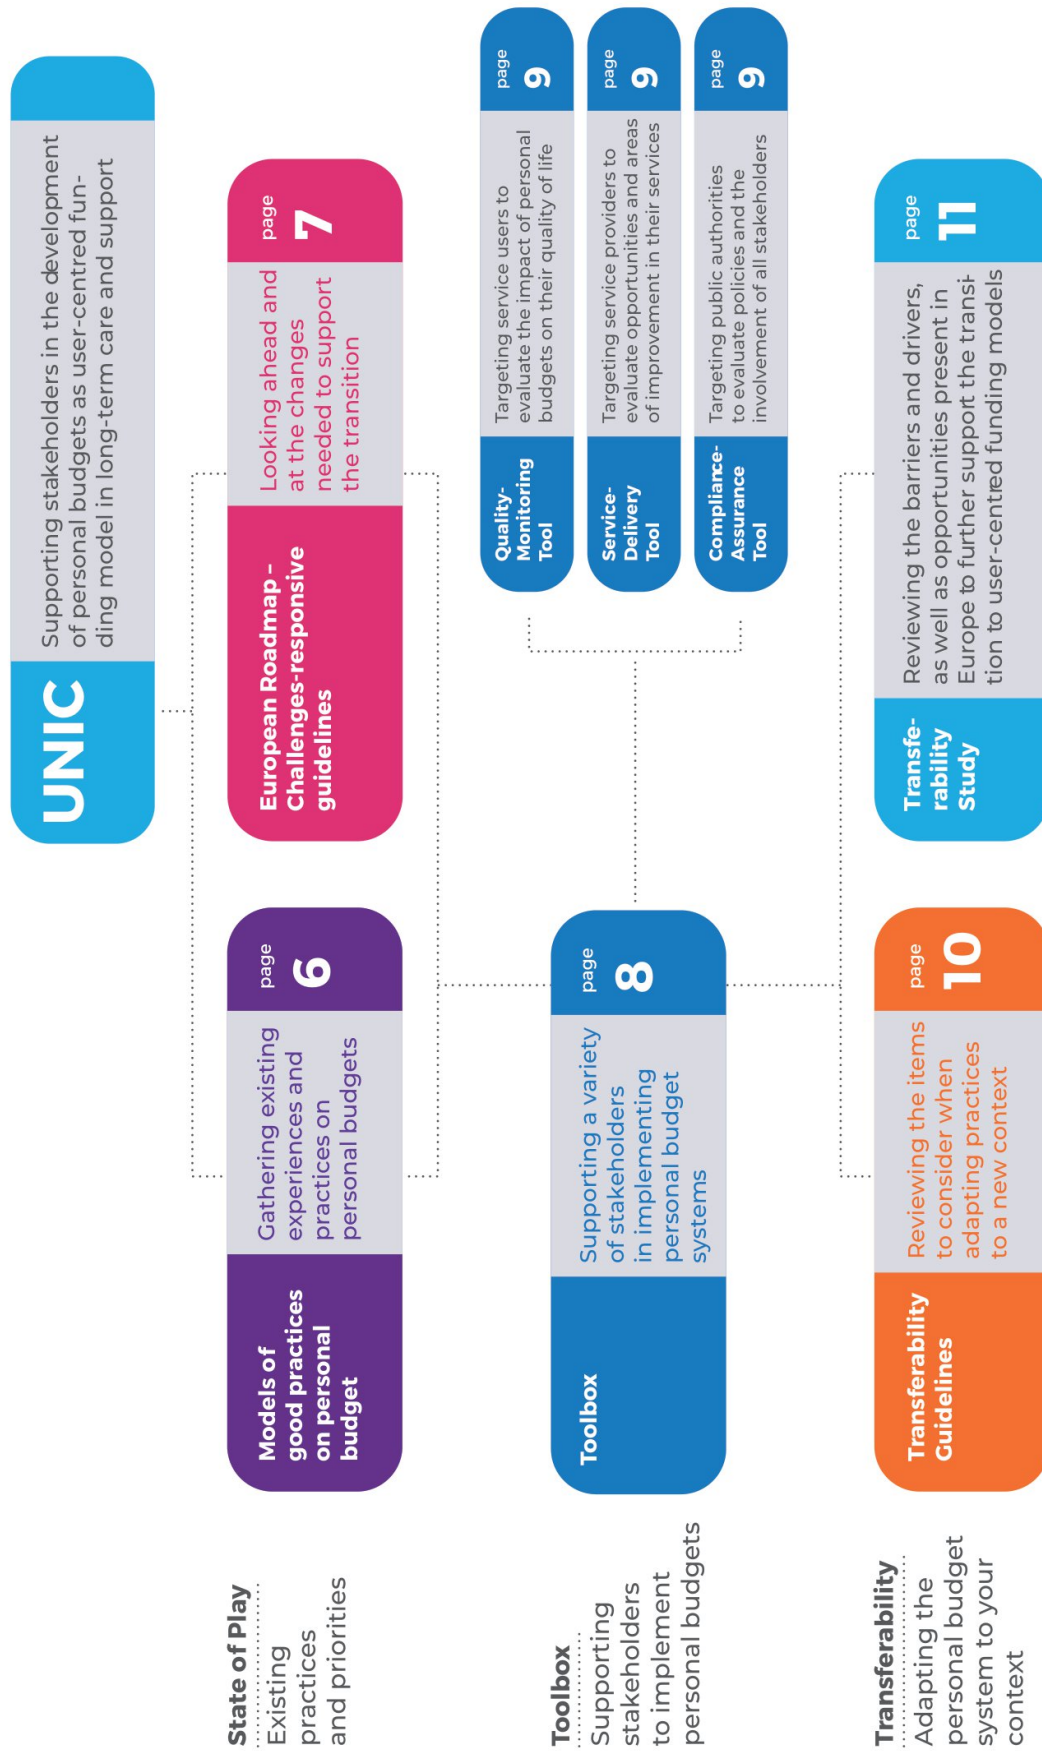 UNIC
Supporting stakeholders in the development
of personal budgets as user-centred fun-
ding model in long-term care and support
State of Play
Existing
practices
and priorities
Models of
good practices
on personal
budget
Gathering existing
experiences and
practices on
personal budgets
page
6
European Roadmap –
Challenges-responsive
guidelines
Looking ahead and
at the changes
needed to support
the transition
page
7
Toolbox
Supporting
stakeholders
to implement
personal budgets
Toolbox
Supporting a variety
of stakeholders
in implementing
personal budget
systems
page
8
Quality-
Monitoring
Tool
Targeting service users to
evaluate the impact of personal
budgets on their quality of life
page
9
Service-
Delivery
Tool
Targeting service providers to
evaluate opportunities and areas
of improvement in their services
page
9
Compliance-
Assurance
Tool
Targeting public authorities
to evaluate policies and the
involvement of all stakeholders
page
9
Transferability
Adapting the
personal budget
system to your
context
Transferability
Guidelines
Reviewing the items
to consider when
adapting practices
to a new context
page
10
Transfe-
rability
Study
Reviewing the barriers and drivers,
as well as opportunities present in
Europe to further support the transi-
tion to user-centred funding models
page
11